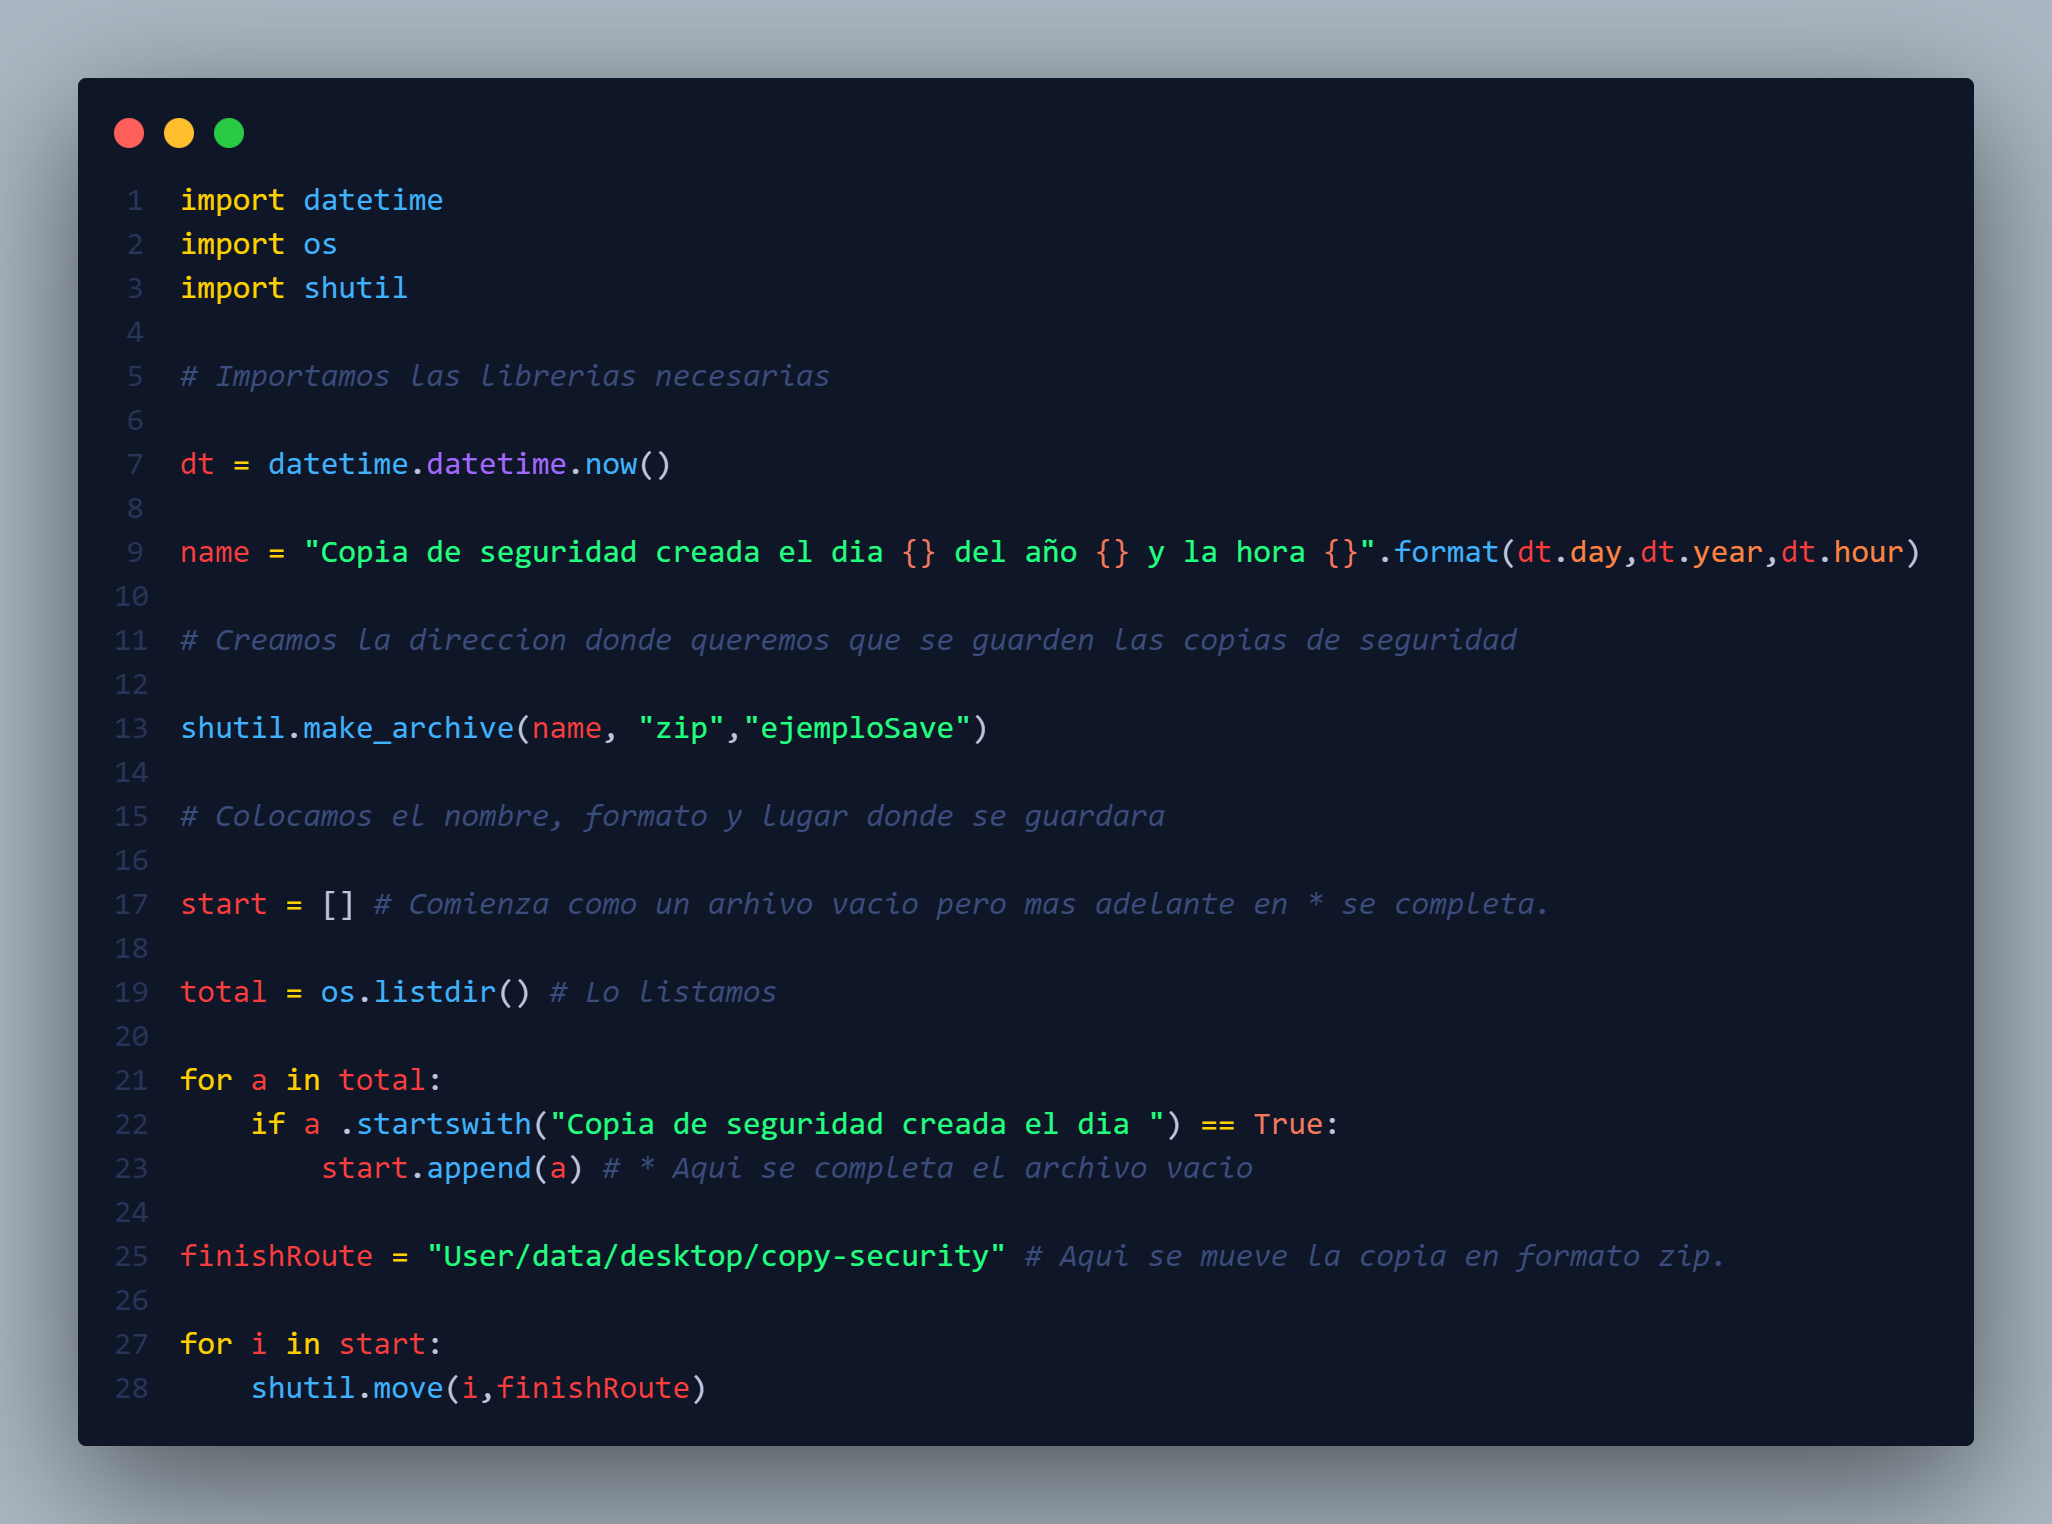 1 import datetime
2 import os
3 import shutil
4
5 # Importamos las librerias necesarias
6
7 dt = datetime.datetime.now()
8
9 name = "Copia de seguridad creada el dia {} del año {} y la hora {}".format(dt.day,dt.year,dt.hour)
10
11 # Creamos la direccion donde queremos que se guarden las copias de seguridad
12
13 shutil.make_archive(name, "zip","ejemploSave")
14
15 # Colocamos el nombre, formato y lugar donde se guardara
16
17 start = [] # Comienza como un arhivo vacio pero mas adelante en * se completa.
18
19 total = os.listdir() # Lo listamos
20
21 for a in total:
22     if a .startswith("Copia de seguridad creada el dia ") == True:
23         start.append(a) # * Aqui se completa el archivo vacio
24
25 finishRoute = "User/data/desktop/copy-security" # Aqui se mueve la copia en formato zip.
26
27 for i in start:
28     shutil.move(i,finishRoute)